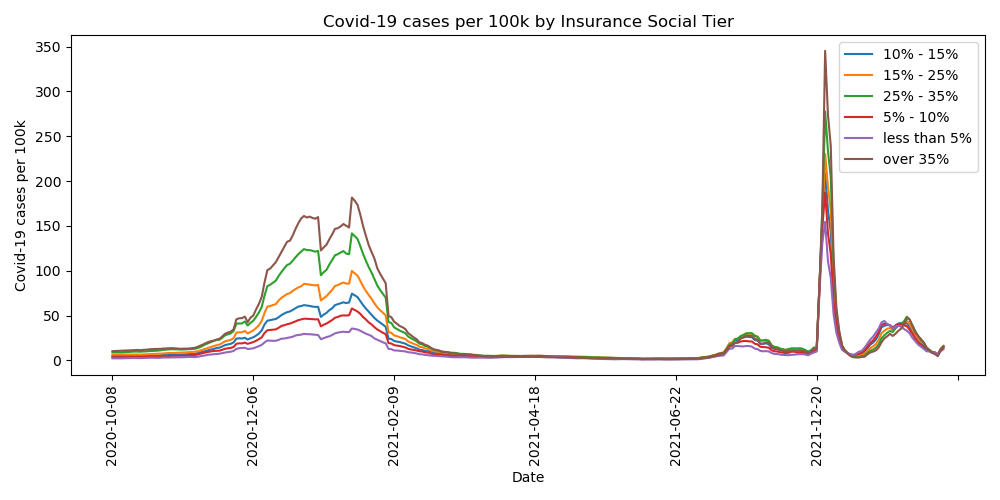 Covid-19 cases per 100k by Insurance Social Tier
Covid-19 cases per 100k
350
300
250
200
150
100
50
0
10% - 15%
15% - 25%
25% - 35%
5% - 10%
less than 5%
over 35%
2020-10-08
2020-12-06
2021-02-09
2021-04-18
2021-06-22
2021-12-20
Date